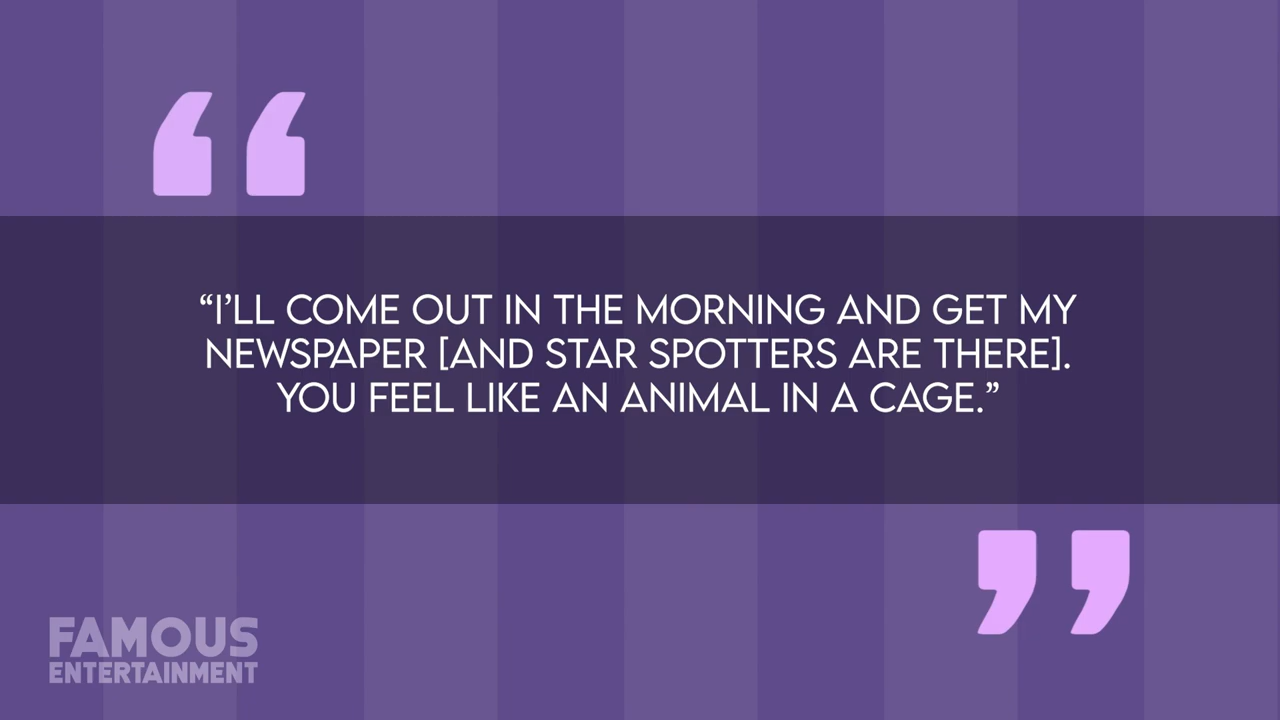 “I’LL COME OUT IN THE MORNING AND GET MY
NEWSPAPER [AND STAR SPOTTERS ARE THERE].
YOU FEEL LIKE AN ANIMAL IN A CAGE.”
FAMOUS
ENTERTAINMENT